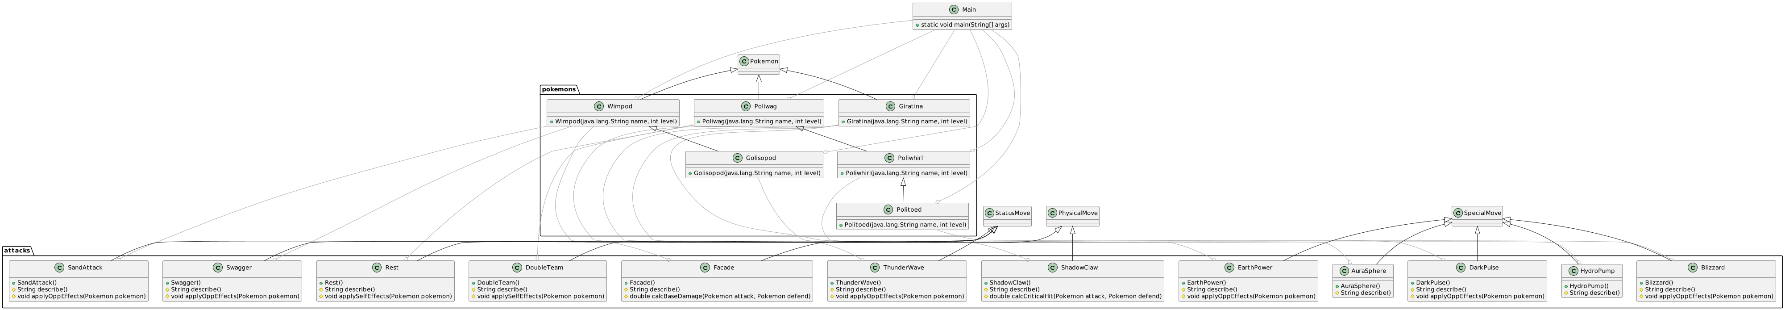 Main
static void main(String[] args)
Pokemon
pokemons
Wimpod
Wimpod(java.lang.String name, int level)
Poliwag
Poliwag(java.lang.String name, int level)
Giratina
Giratina(java.lang.String name, int level)
Golisopod
Golisopod(java.lang.String name, int level)
Poliwhirl
Poliwhirl(java.lang.String name, int level)
Politoed
Politoed(java.lang.String name, int level)
StatusMove
PhysicalMove
SpecialMove
attacks
SandAttack
SandAttack()
String describe()
void applyOppEffects(Pokemon pokemon)
Swagger
Swagger()
String describe()
void applyOppEffects(Pokemon pokemon)
Rest
Rest()
String describe()
void applySelfEffects(Pokemon pokemon)
DoubleTeam
DoubleTeam()
String describe()
void applySelfEffects(Pokemon pokemon)
Facade
Facade()
String describe()
double calcBaseDamage(Pokemon attack, Pokemon defend)
ThunderWave
ThunderWave()
String describe()
void applyOppEffects(Pokemon pokemon)
ShadowClaw
ShadowClaw()
String describe()
double calcCriticalHit(Pokemon attack, Pokemon defend)
EarthPower
EarthPower()
String describe()
void applyOppEffects(Pokemon pokemon)
AuraSphere
AuraSphere()
String describe()
DarkPulse
DarkPulse()
String describe()
void applyOppEffects(Pokemon pokemon)
HydroPump
HydroPump()
String describe()
Blizzard
Blizzard()
String describe()
void applyOppEffects(Pokemon pokemon)